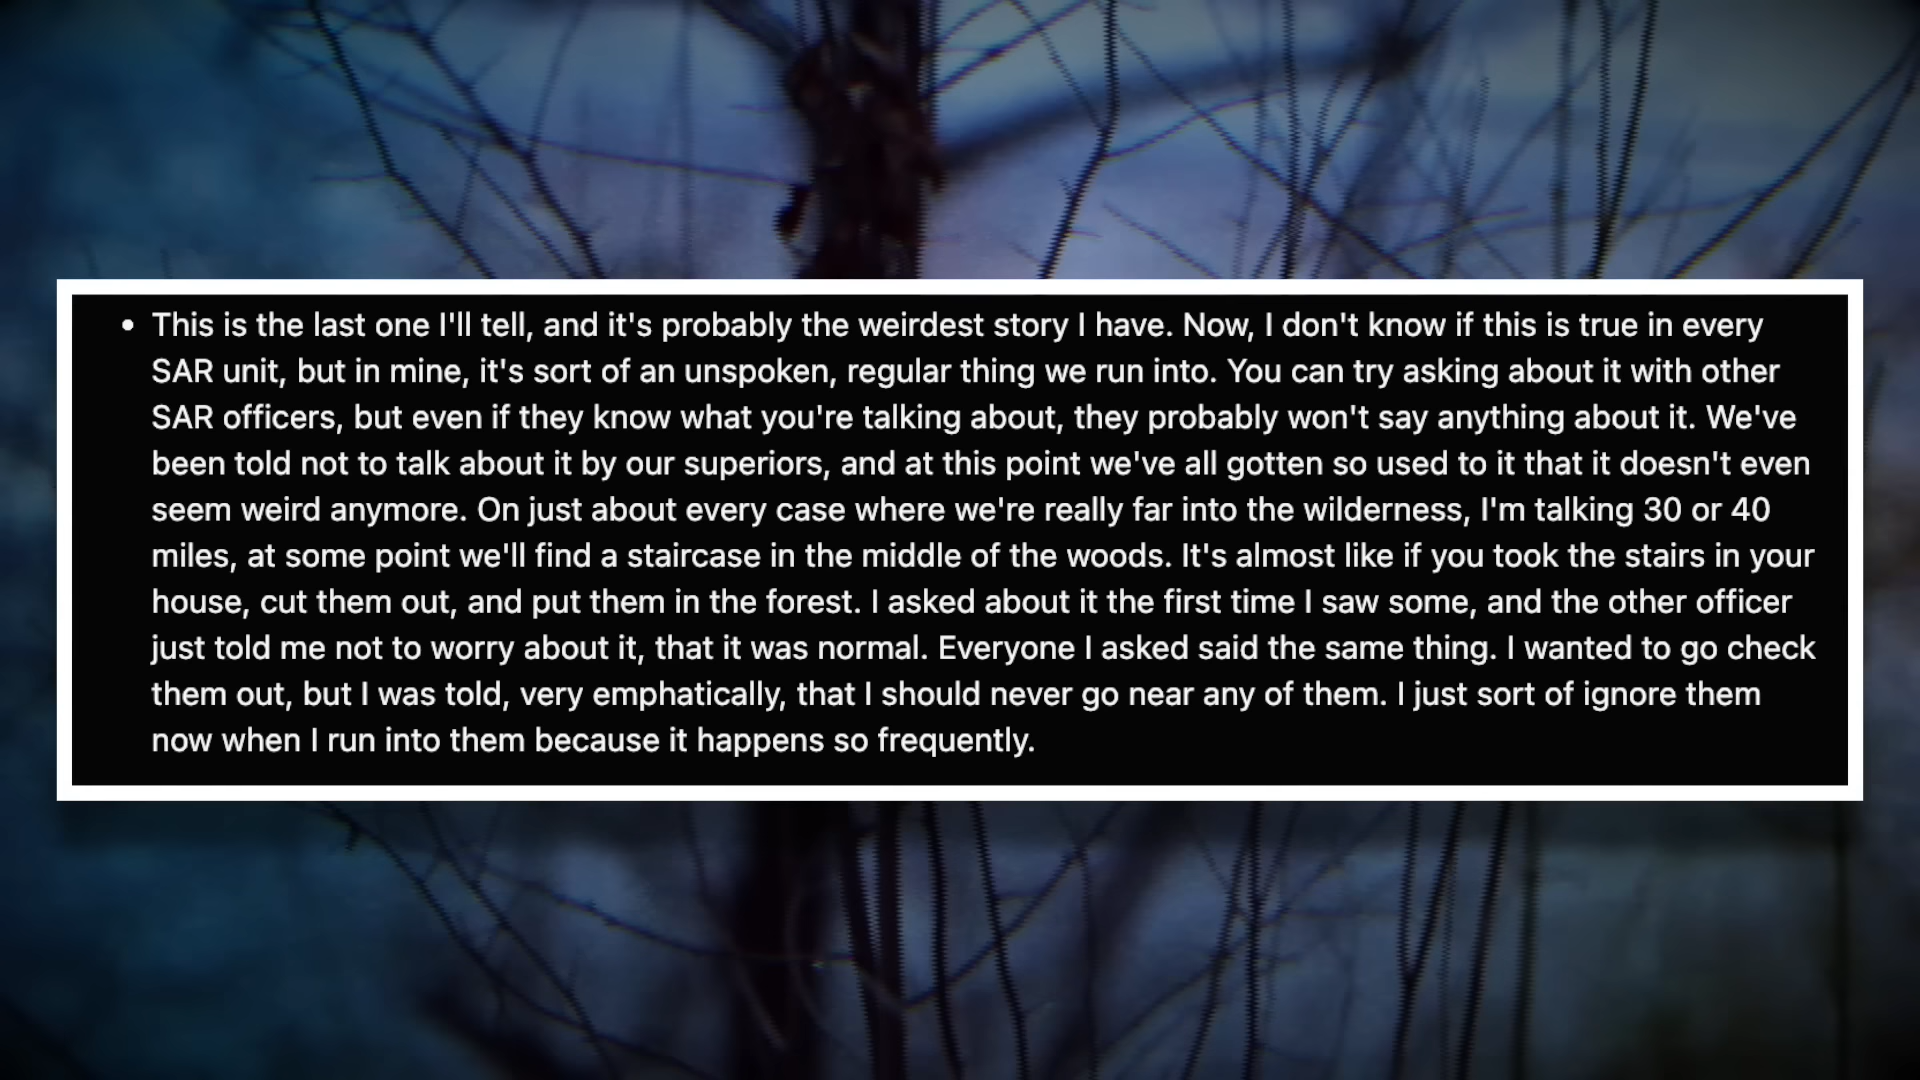 • This is the last one I'll tell, and it's probably the weirdest story I have. Now, I don't know if this is true in every
SAR unit, but in mine, it's sort of an unspoken, regular thing we run into. You can try asking about it with other
SAR officers, but even if they know what you're talking about, they probably won't say anything about it. We've
been told not to talk about it by our superiors, and at this point we've all gotten so used to it that it doesn't even
seem weird anymore. On just about every case where we're really far into the wilderness, I'm talking 30 or 40
miles, at some point we'll find a staircase in the middle of the woods. It's almost like if you took the stairs in your
house, cut them out, and put them in the forest. I asked about it the first time I saw some, and the other officer
just told me not to worry about it, that it was normal. Everyone I asked said the same thing. I wanted to go check
them out, but I was told, very emphatically, that I should never go near any of them. I just sort of ignore them
now when I run into them because it happens so frequently.